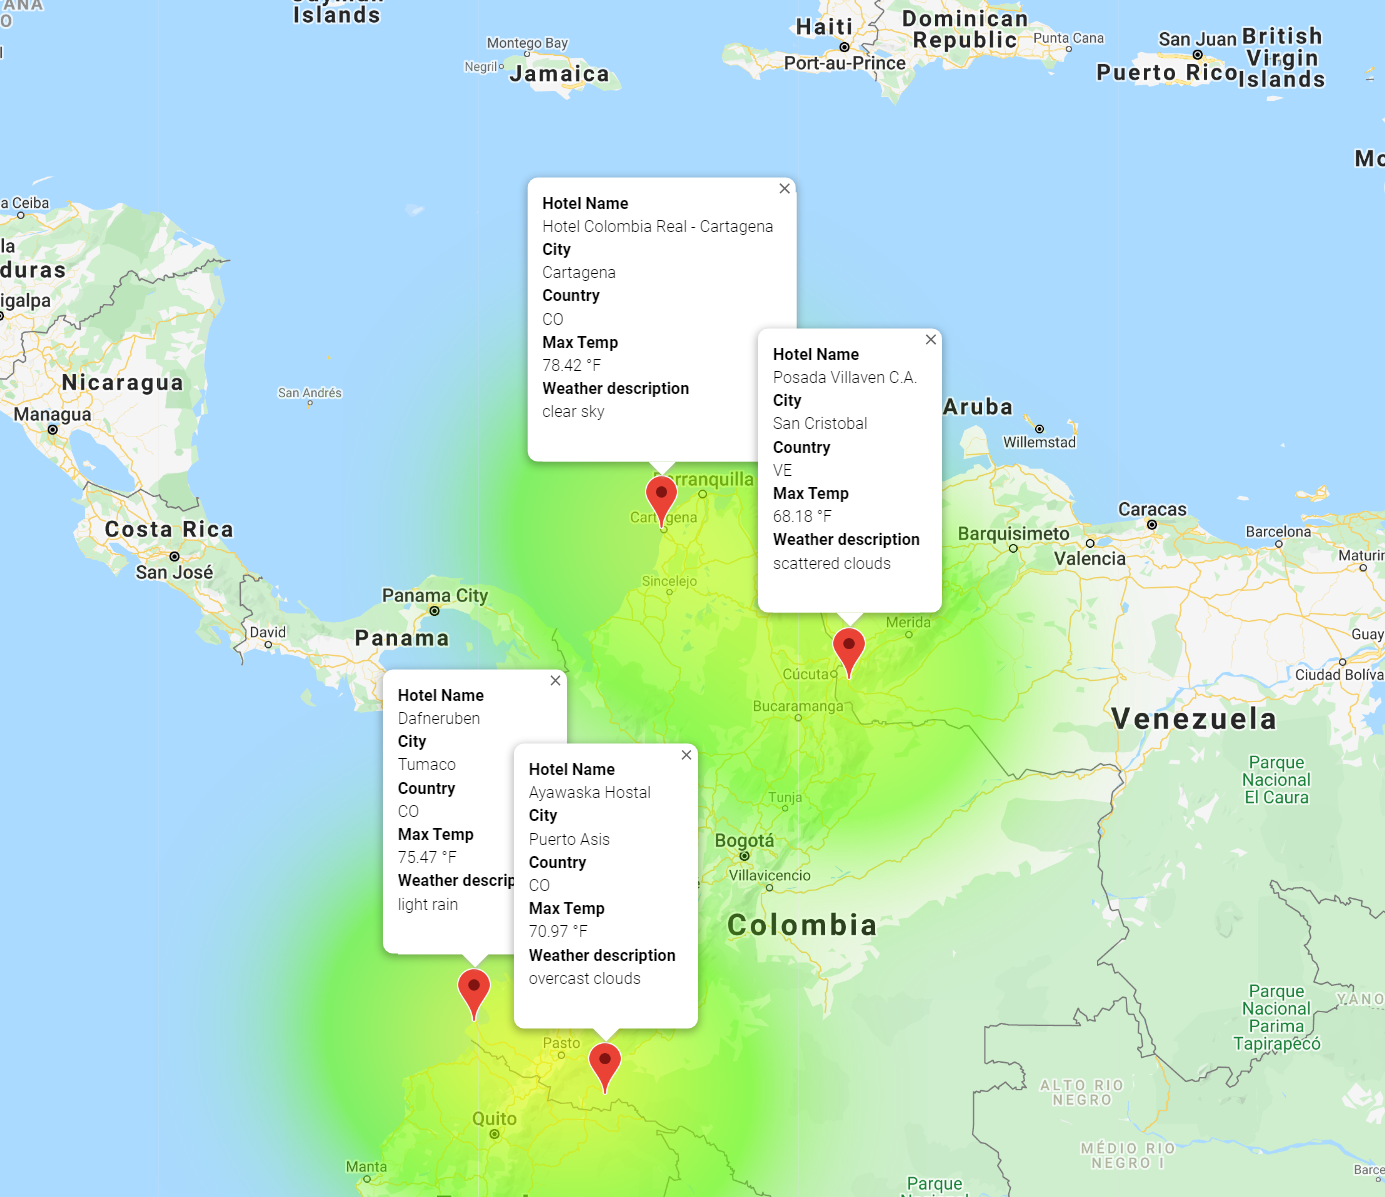 ANA
O
Cayman
Islands
Montego Bay
Negril
Jamaica
Haiti
Port-au-Prince
Dominican
Republic
Punta Cana
San Juan
Puerto Rico
British
Virgin
Islands
Mo
a Ceiba
la
duras
igalpa
Nicaragua
Managua
San Andrés
Costa Rica
San José
David
Panama City
Panama
Hotel Name
Hotel Colombia Real - Cartagena
City
Cartagena
Country
CO
Max Temp
78.42 °F
Weather description
clear sky
Hotel Name
Posada Villaven C.A.
City
San Cristobal
Country
VE
Max Temp
68.18 °F
Weather description
scattered clouds
Aruba
Willemstad
rranquilla
Cartagena
Sincelejo
Barquisimeto
Valencia
Caracas
Barcelona
Maturin
Merida
Cúcuta
Bucaramanga
Guay
Ciudad Bolíva
Venezuela
Parque
Nacional
El Caura
Hotel Name
Dafneruben
City
Tumaco
Country
CO
Max Temp
75.47 °F
Weather descrip
light rain
Hotel Name
Ayawaska Hostal
City
Puerto Asis
Country
CO
Max Temp
70.97 °F
Weather description
overcast clouds
Tunja
Bogotá
Villavicencio
Colombia
Parque
Nacional
Parima
Tapirapecó
YANO
Pasto
Quito
Manta
ALTO RIO
NEGRO
MÉDIO RIO
NEGRO I
Barce
Parque